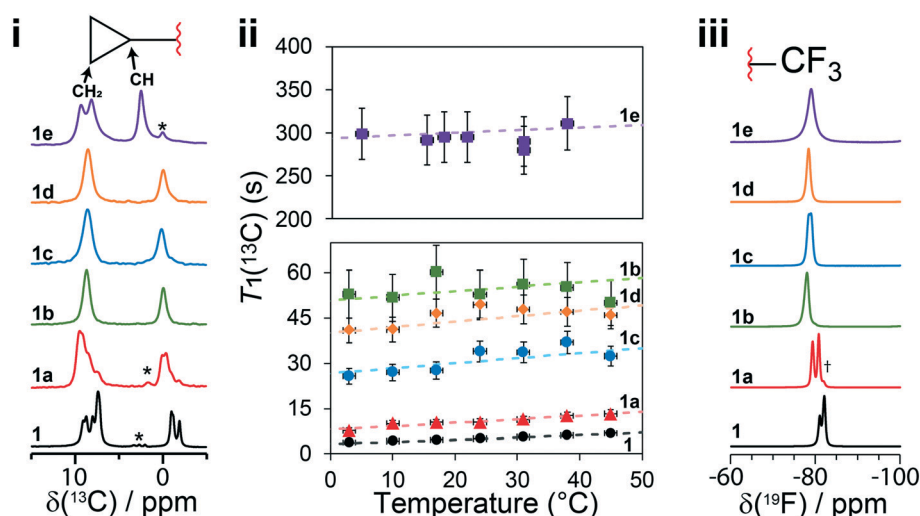 i
CH₂
CH
1e
*
1d
1c
1b
1a
*
1
*
10
0
δ(¹³C) / ppm
ii
400
350
300
250
200
1e
60
45
30
15
0
T1(¹³C) (s)
1b
1d
1c
1a
1
0
10
20
30
40
50
Temperature (°C)
iii
CF₃
1e
1d
1c
1b
1a
†
1
-60
-80
-100
δ(¹⁹F) / ppm